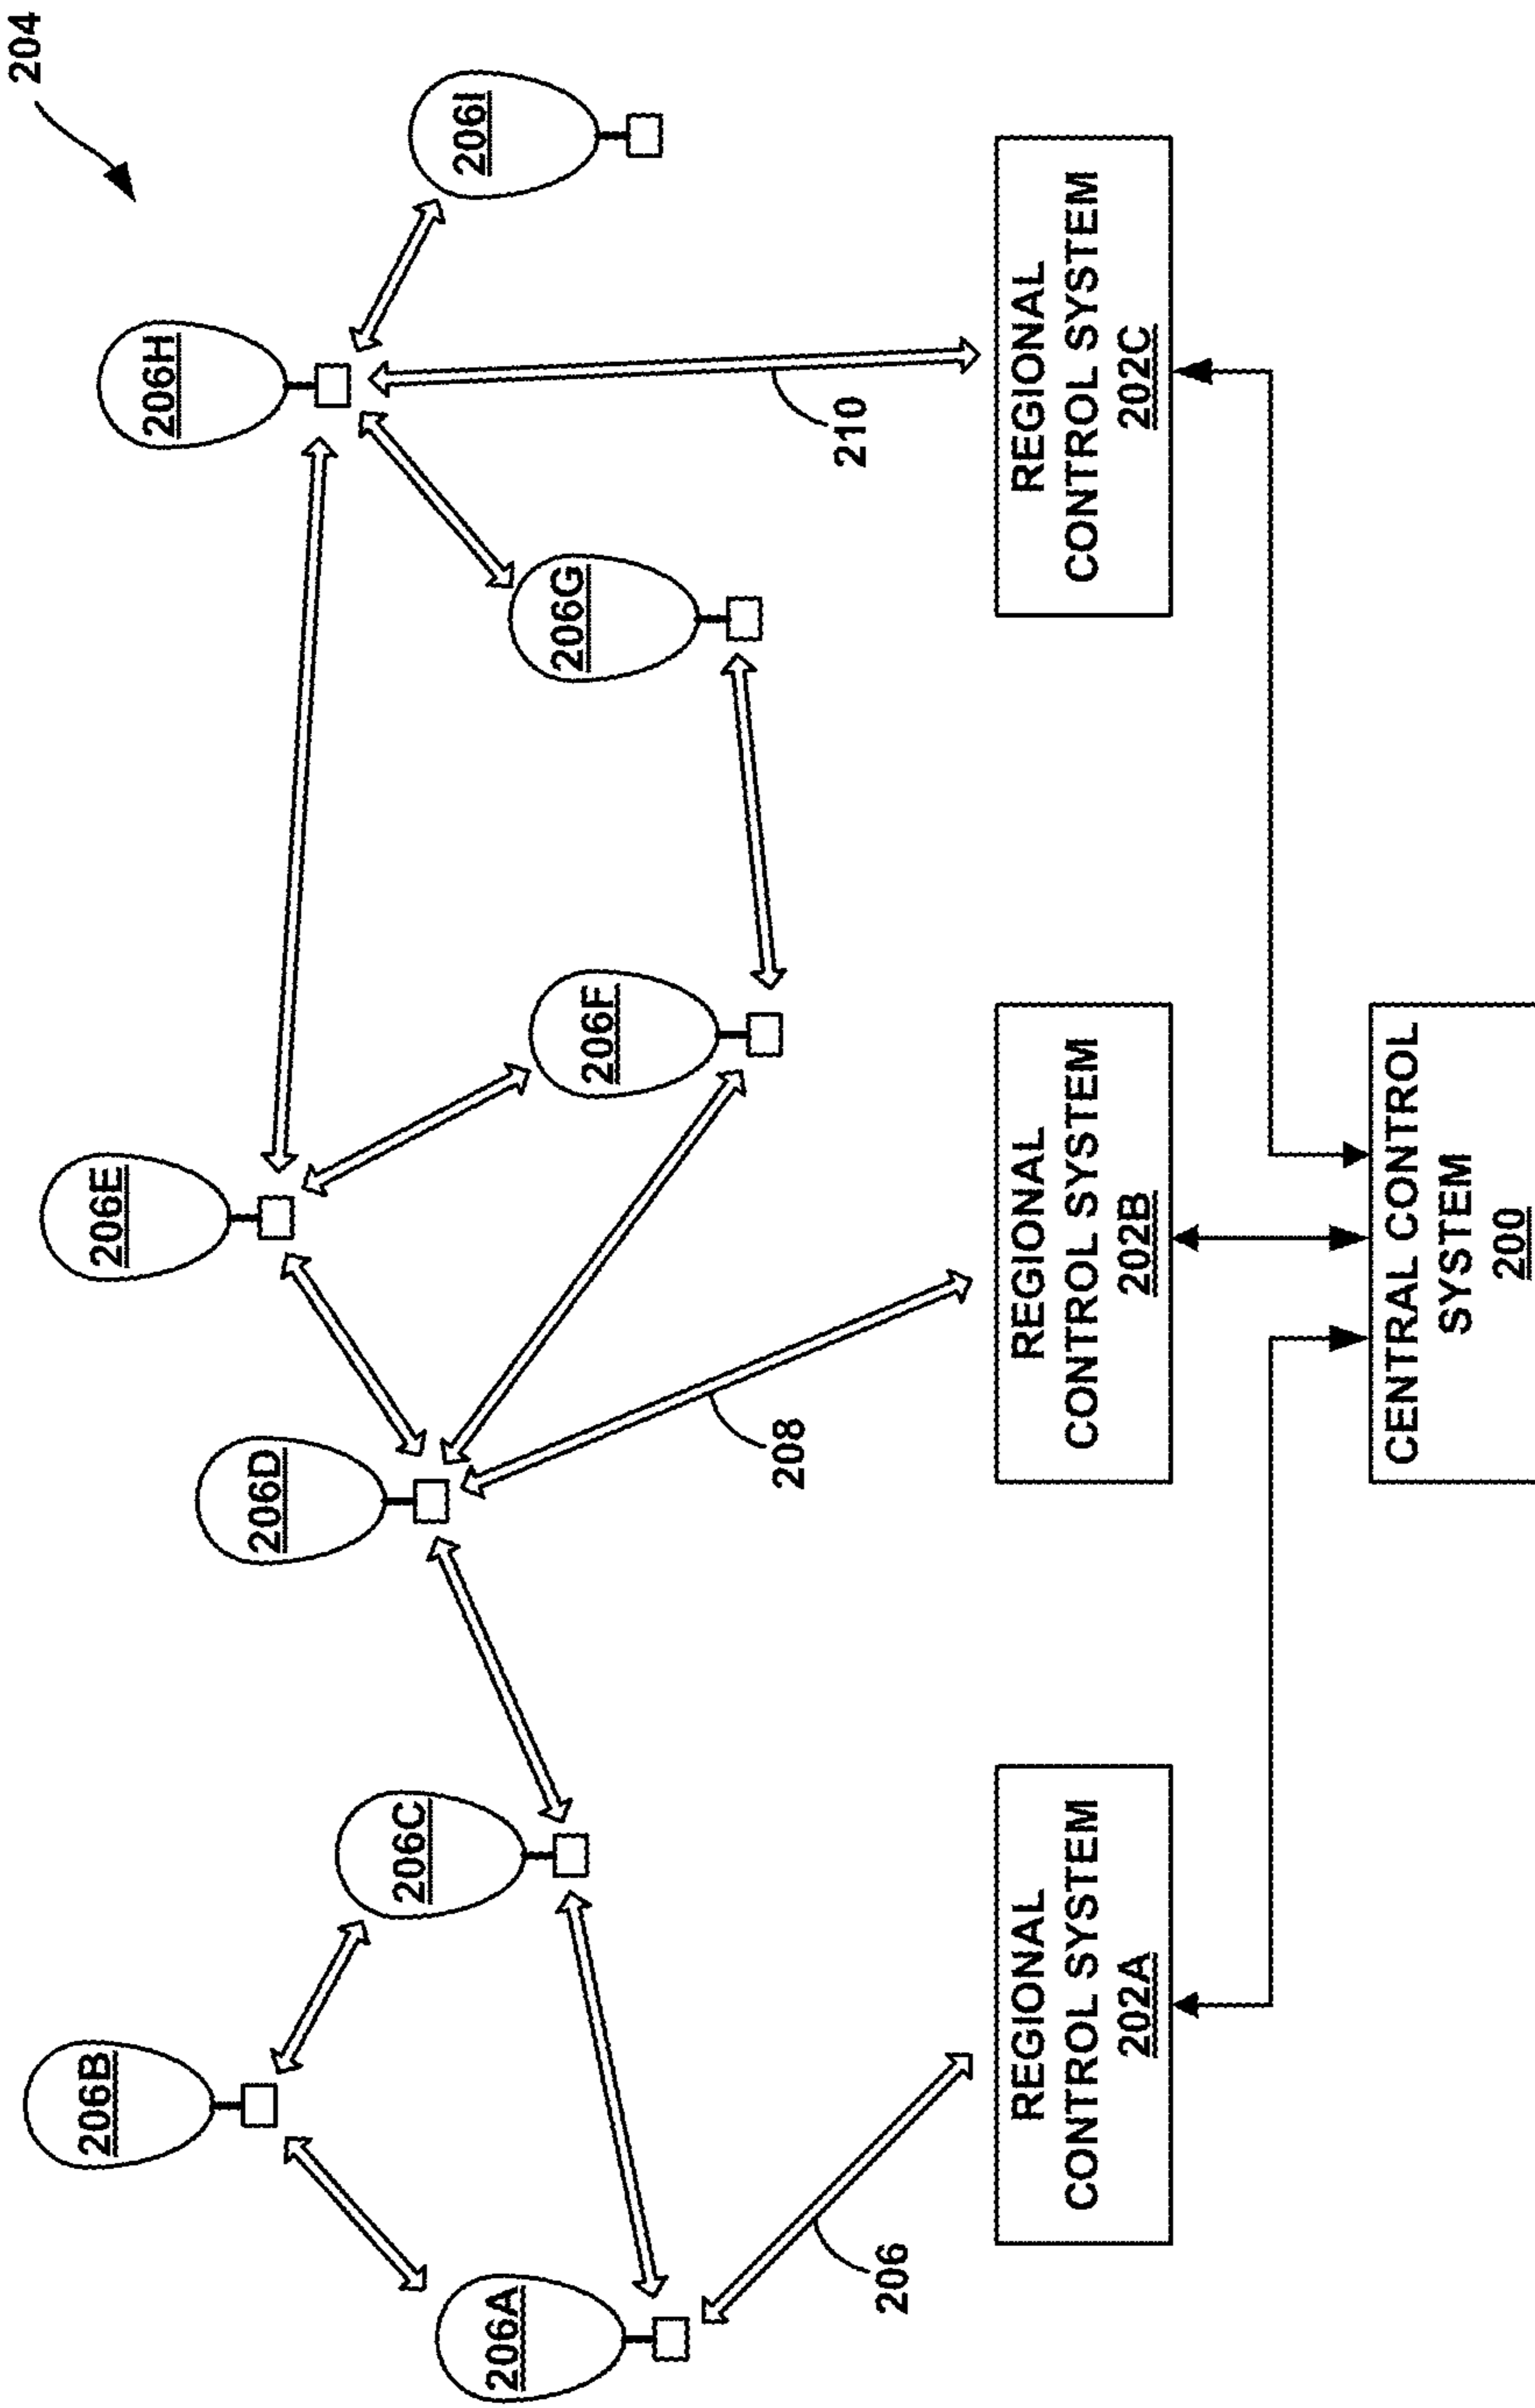 204
206B
206E
206H
206D
206C
206I
206A
206F
206G
206
208
210
REGIONAL
CONTROL SYSTEM
202A
REGIONAL
CONTROL SYSTEM
202B
REGIONAL
CONTROL SYSTEM
202C
CENTRAL CONTROL
SYSTEM
200